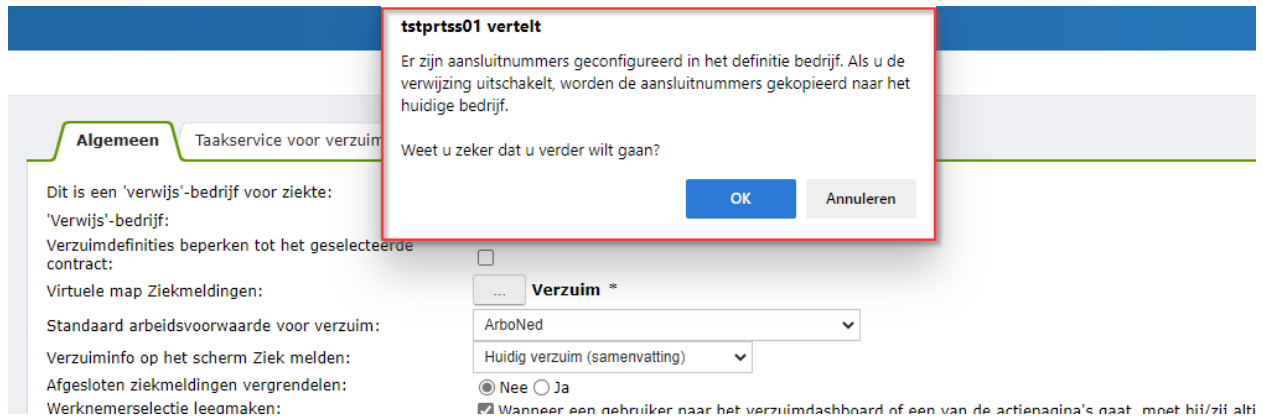 tstprtss01 vertelt
Er zijn aansluitnummers geconfigureerd in het definitie bedrijf. Als u de
verwijzing uitschakelt, worden de aansluitnummers gekopieerd naar het
huidige bedrijf.
Weet u zeker dat u verder wilt gaan?
OK Annuleren
Algemeen Taakservice voor verzuim
Dit is een 'verwijs'-bedrijf voor ziekte:
'Verwijs'-bedrijf:
Verzuimdefinities beperken tot het geselecteerde
contract:
Virtuele map Ziekmeldingen: ... Verzuim *
Standaard arbeidsvoorwaarde voor verzuim: ArboNed
Verzuiminfo op het scherm Ziek melden: Huidig verzuim (samenvatting)
Afgesloten ziekmeldingen vergrendelen: Nee Ja
Werknemerselectie leegmaken: Wanneer een gebruiker naar het verzuimdashboard of een van de actiepagina's gaat, moet hij/zij alti